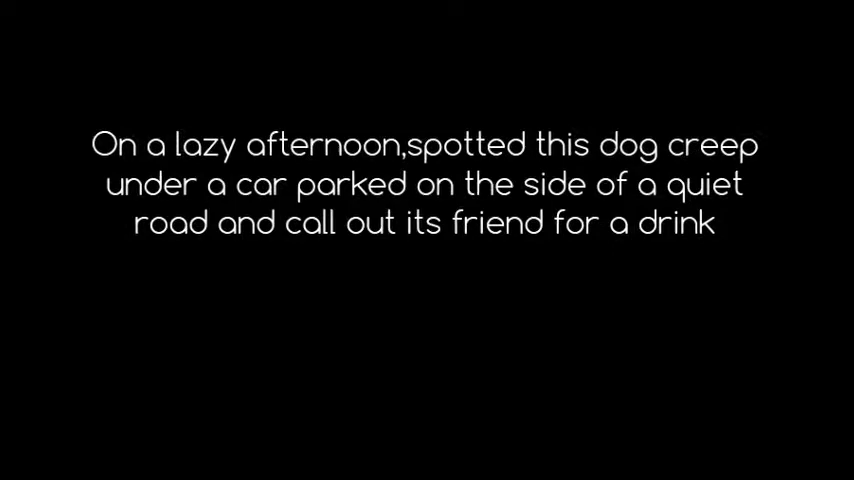 On a lazy afternoon,spotted this dog creep
under a car parked on the side of a quiet
road and call out its friend for a drink